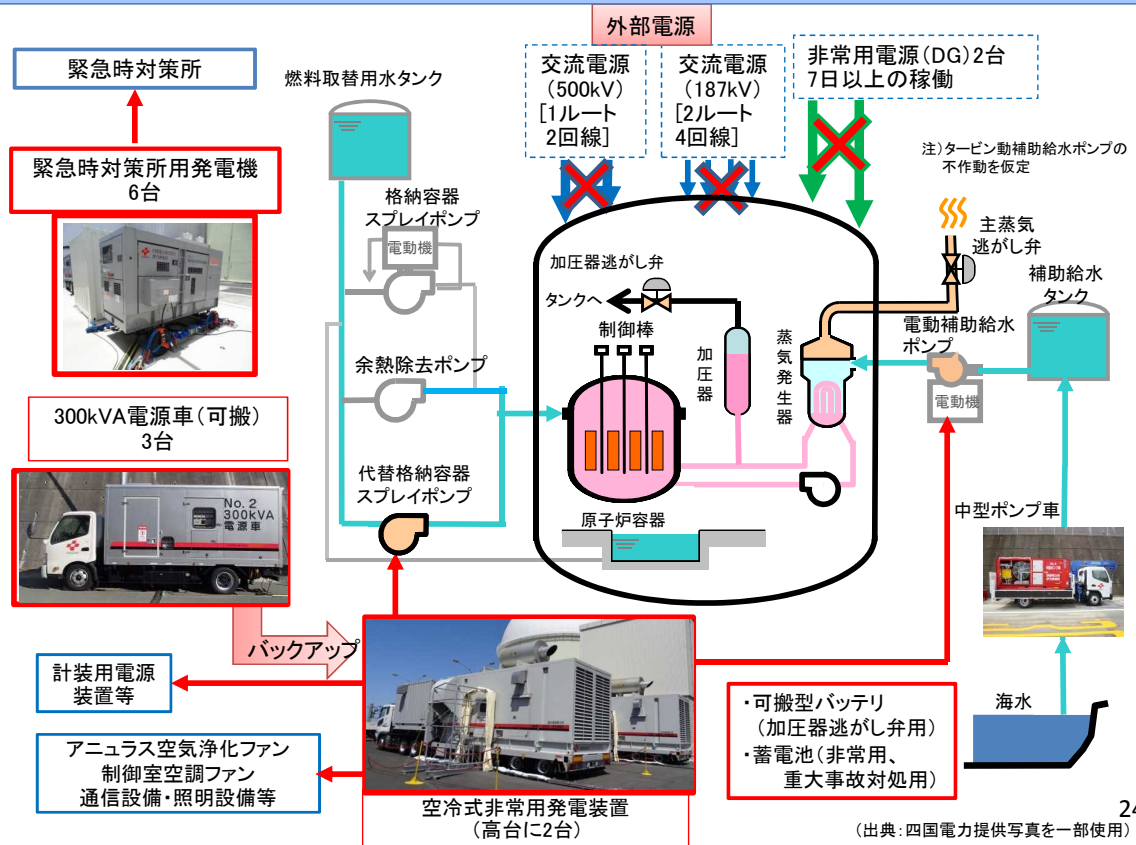 外部電源
緊急時対策所
緊急時対策所用発電機
6台
燃料取替用水タンク
交流電源
(500kV)
[1ルート
2回線]
交流電源
(187kV)
[2ルート
4回線]
非常用電源(DG)2台
7日以上の稼働
注)タービン動補助給水ポンプの
不作動を仮定
格納容器
スプレイポンプ
電動機
加圧器逃がし弁
タンクへ
制御棒
加圧器
蒸気発生器
主蒸気
逃がし弁
補助給水
タンク
電動補助給水
ポンプ
電動機
余熱除去ポンプ
300kVA電源車(可搬)
3台
No.2
300kVA
電源車
代替格納容器
スプレイポンプ
原子炉容器
中型ポンプ車
バックアップ
計装用電源
装置等
アニュラス空気浄化ファン
制御室空調ファン
通信設備・照明設備等
空冷式非常用発電装置
(高台に2台)
・可搬型バッテリ
(加圧器逃がし弁用)
・蓄電池(非常用、
重大事故対処用)
海水
24
(出典:四国電力提供写真を一部使用)